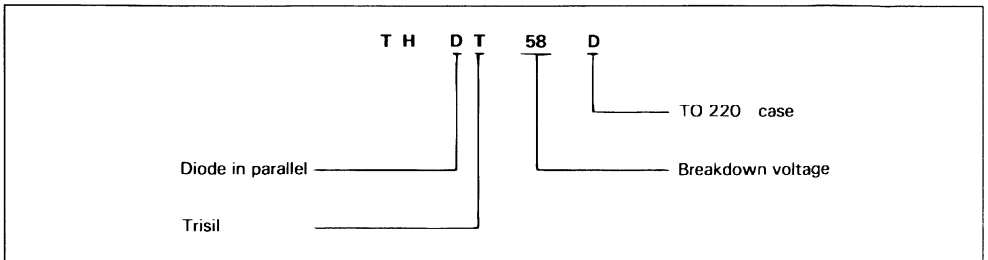 T H D T 58 D
TO 220 case
Diode in parallel Breakdown voltage
Trisil